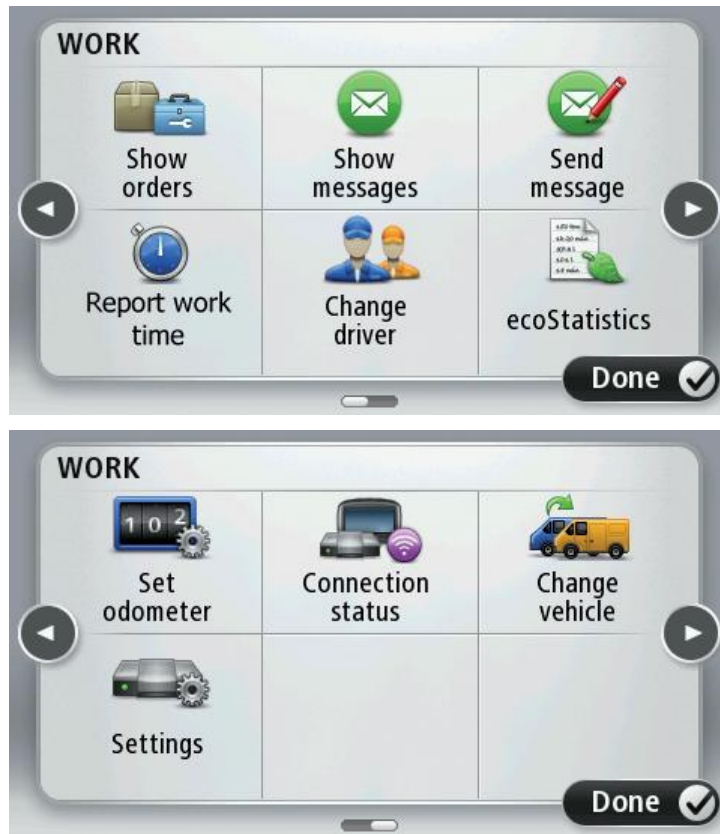 WORK
Show
orders
Show
messages
Send
message
Report work
time
Change
driver
ecoStatistics
Done
WORK
102
Set
odometer
Connection
status
Change
vehicle
Settings
Done